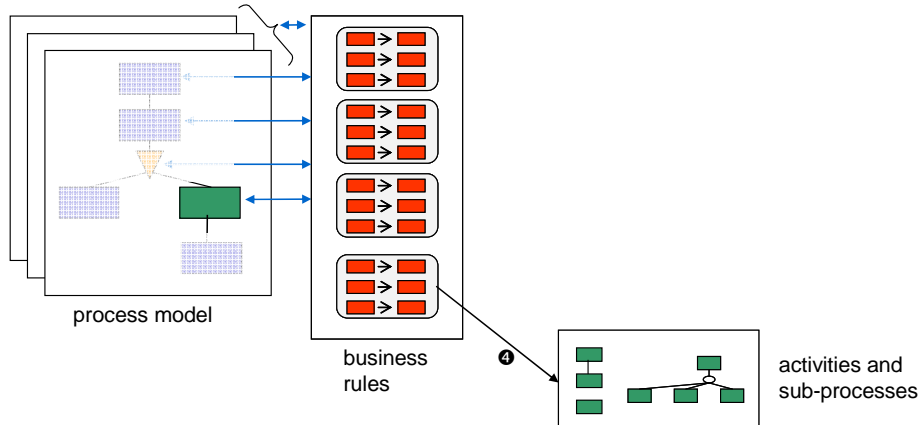 process model
business
rules
❹
activities and
sub-processes